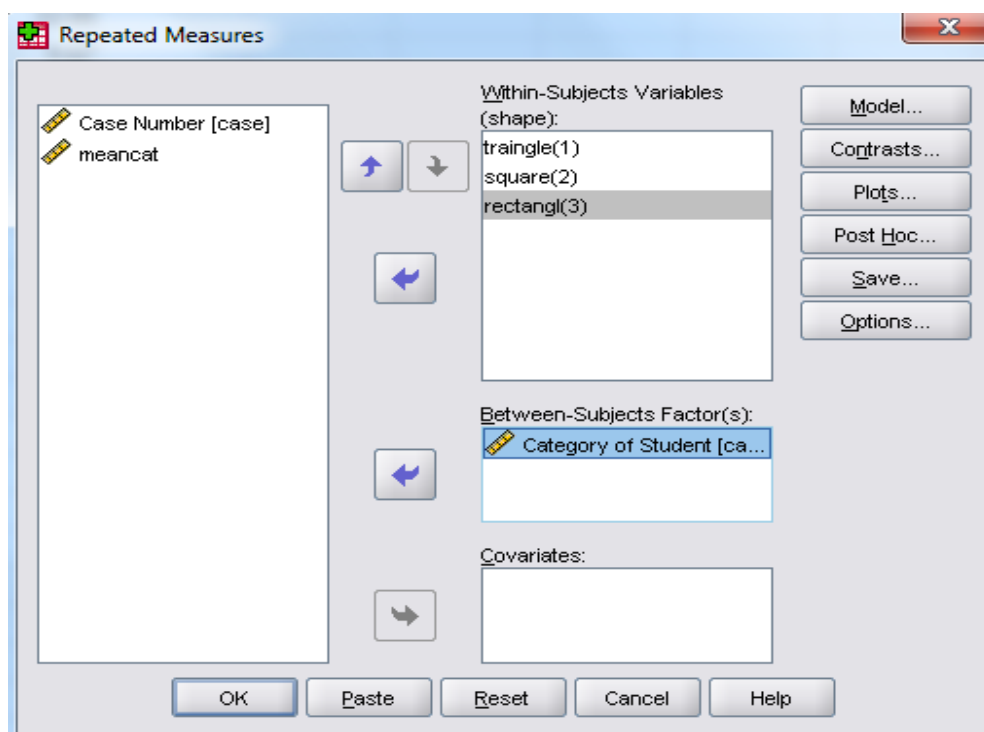 Repeated Measures
Case Number [case]
meancat
Within-Subjects Variables
(shape):
traingle(1)
square(2)
rectangl(3)
Between-Subjects Factor(s):
Category of Student [ca...
Covariates:
Model...
Contrasts...
Plots...
Post Hoc...
Save...
Options...
OK
Paste
Reset
Cancel
Help